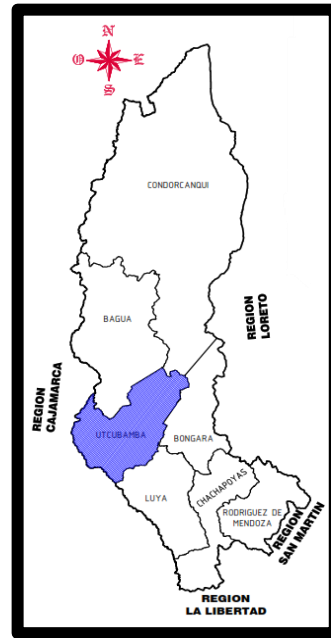 N
O E
S
CONDORCANQUI
BAGUA
REGION
LORETO
REGION
CAJAMARCA
UTCUBAMBA
BONGARA
CHACHAPOYAS
LUYA
RODRIGUEZ DE
MENDOZA
REGION
SAN MARTIN
REGION
LA LIBERTAD